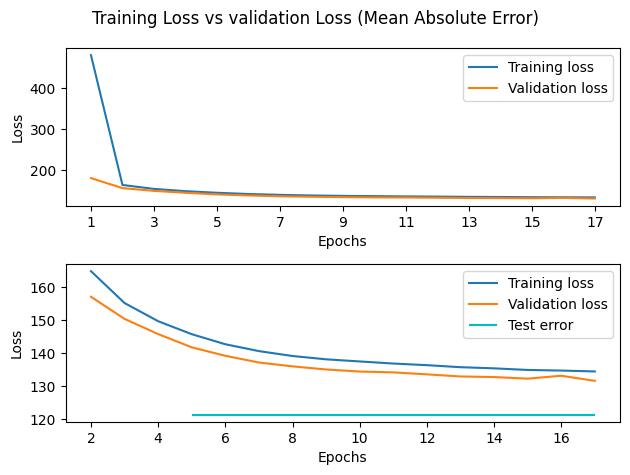 Training Loss vs validation Loss (Mean Absolute Error)
Training loss
Validation loss
400
300
200
Loss
1 3 5 7 9 11 13 15 17
Epochs
Training loss
Validation loss
Test error
160
150
140
130
120
Loss
2 4 6 8 10 12 14 16
Epochs